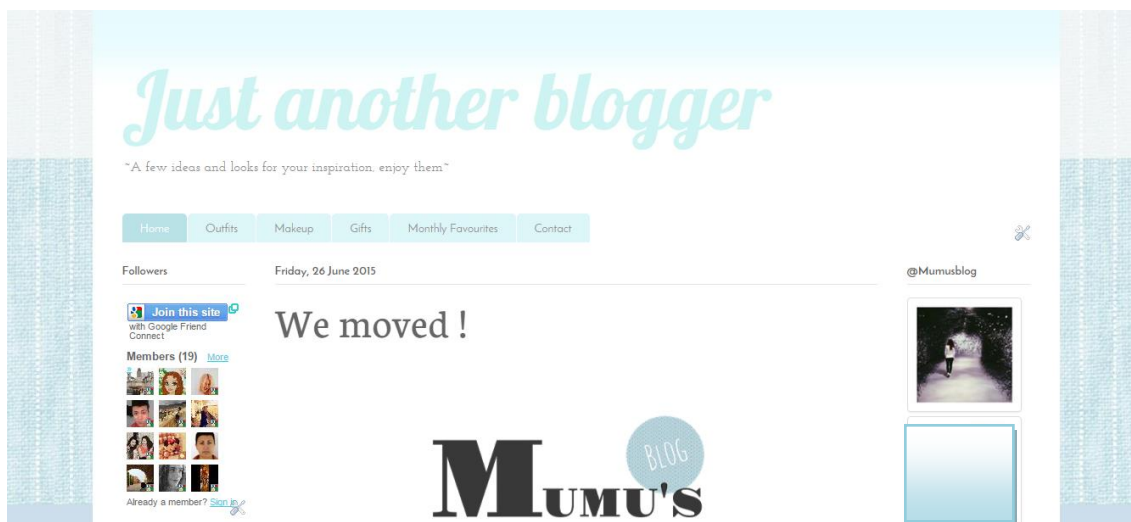 Just another blogger
~A few ideas and looks for your inspiration, enjoy them~
Home Outfits Makeup Gifts Monthly Favourites Contact
Followers
Join this site
with Google Friend
Connect
Members (19) More
Already a member? Sign in
Friday, 26 June 2015
We moved !
BLOG
MUMU'S
@Mumusblog